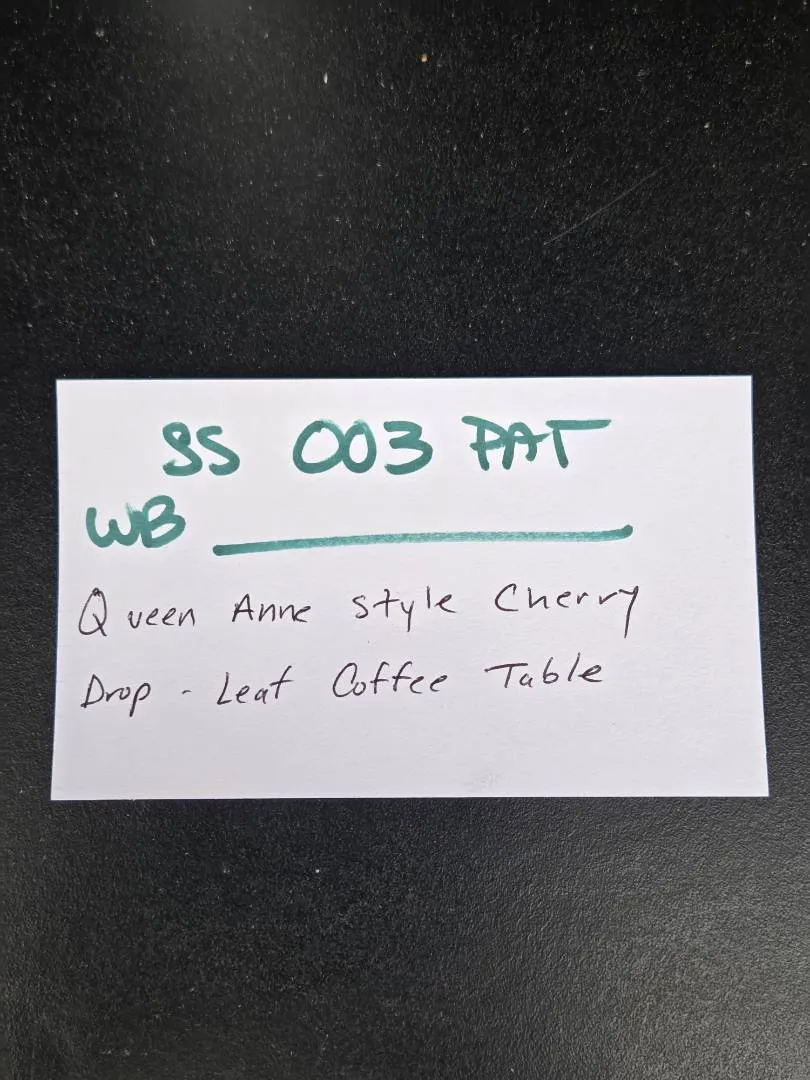 SS 003 PAT
WB
Queen Anne Style Cherry
Drop - Leaf Coffee Table